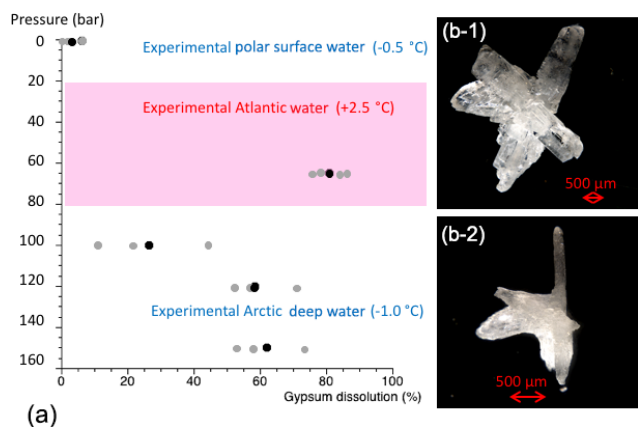 Pressure (bar)
0
20
40
60
80
100
120
140
160
Experimental polar surface water (-0.5 °C)
Experimental Atlantic water (+2.5 °C)
Experimental Arctic deep water (-1.0 °C)
0
20
40
60
80
100
Gypsum dissolution (%)
(a)
(b-1)
500 µm
(b-2)
500 µm